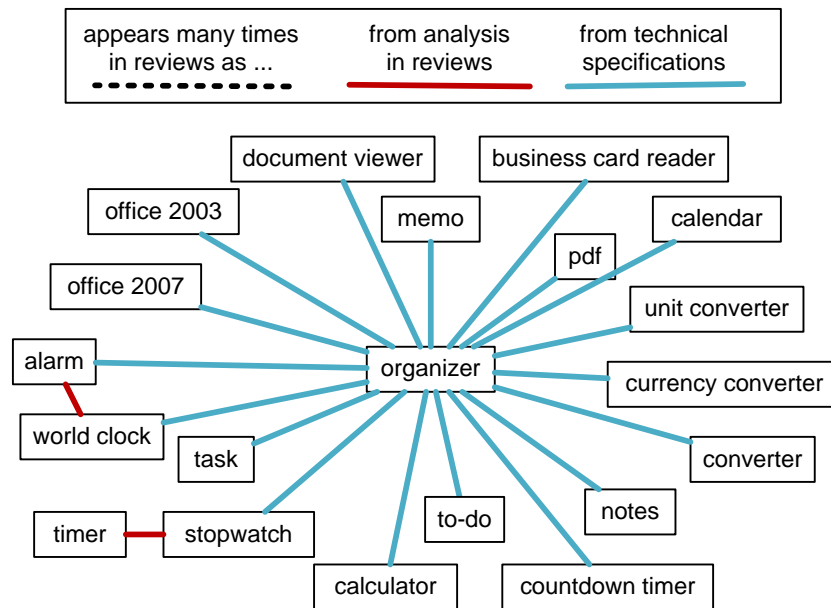 appears many times
in reviews as ...
from analysis
in reviews
from technical
specifications
document viewer
business card reader
office 2003
memo
calendar
pdf
office 2007
unit converter
alarm
organizer
currency converter
world clock
task
converter
notes
to-do
timer
stopwatch
calculator
countdown timer